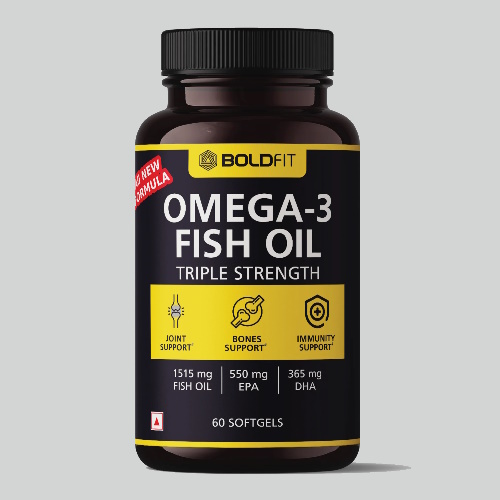 BOLDFIT
NEW
FORMULA
OMEGA-3
FISH OIL
TRIPLE STRENGTH
JOINT
SUPPORT†
BONES
SUPPORT†
IMMUNITY
SUPPORT†
1515 mg
FISH OIL
550 mg
EPA
365 mg
DHA
60 SOFTGELS